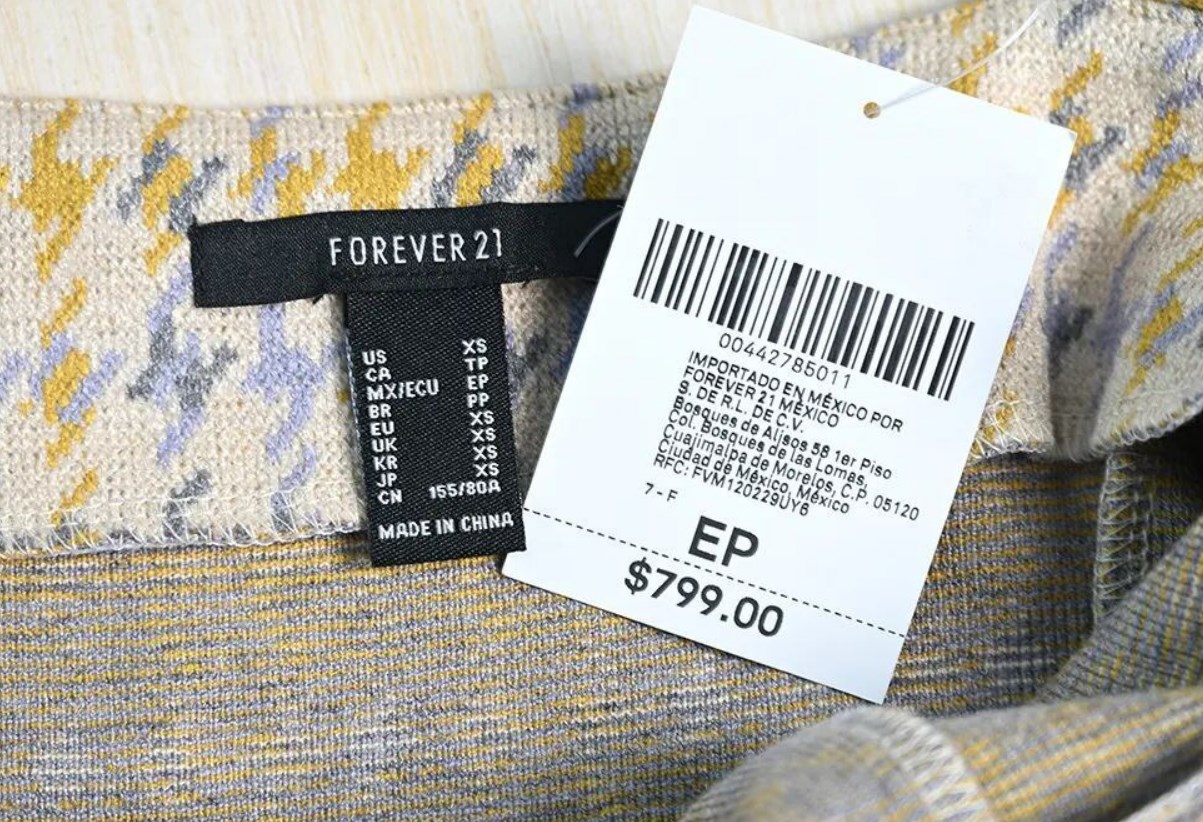 FOREVER 21
US XS
CA TP
MX/ECU EP
BR PP
EU XS
UK XS
KR XS
JP XS
CN 155/80A
MADE IN CHINA
00442785011
IMPORTADO EN MÉXICO POR
FOREVER 21 MÉXICO
S. DE R.L. DE C.V.
Bosques de Alisos 58 1er Piso
Col. Bosques de las Lomas,
Cuajimalpa de Morelos, C.P. 05120
Ciudad de México, México
RFC: FVM120229UY6
7-F
EP
$799.00